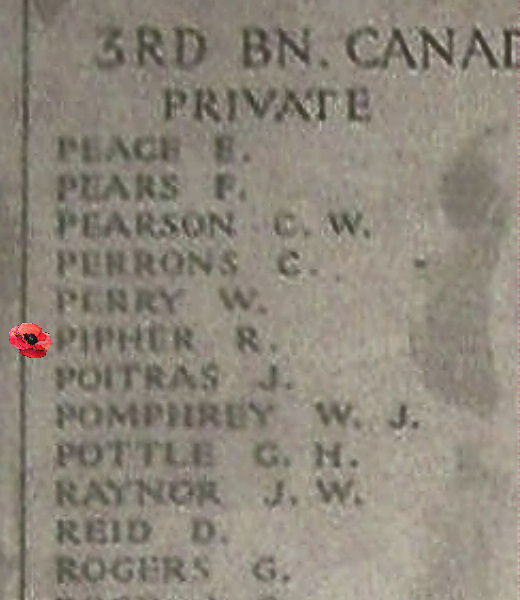 3RD BN. CANAD
PRIVATE
PEACE E.
PEARS F.
PEARSON C. W.
PERRONS C.
PERRY W.
PIPHER R.
POITRAS J.
POMPHREY W. J.
POTTLE G. H.
RAYNOR J. W.
REID D.
ROGERS G.